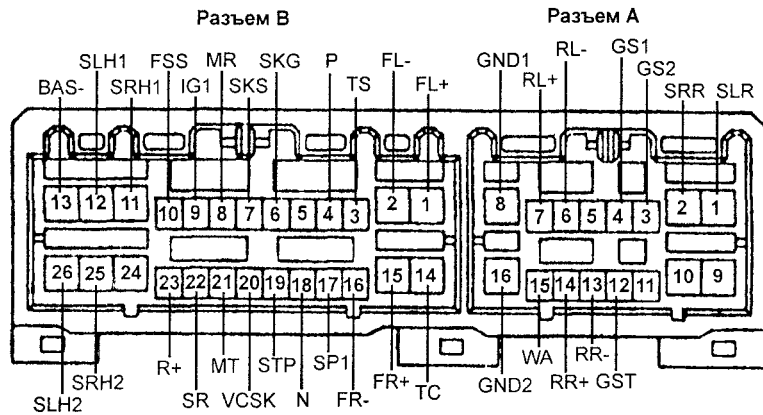 Разъем В Разъем А
SLH1 FSS MR SKG P FL- GND1 RL- GS1
BAS- SRH1 IG1 SKS TS FL+ RL+ GS2 SRR SLR
13 12 11 10 9 8 7 6 5 4 3 2 1 8 7 6 5 4 3 2 1
26 25 24 23 22 21 20 19 18 17 16 15 14 16 15 14 13 12 11 10 9
R+ MT STP SP1 FR+ WA RR-
SLH2 SRH2 SR VCSK N FR- TC GND2 RR+ GST